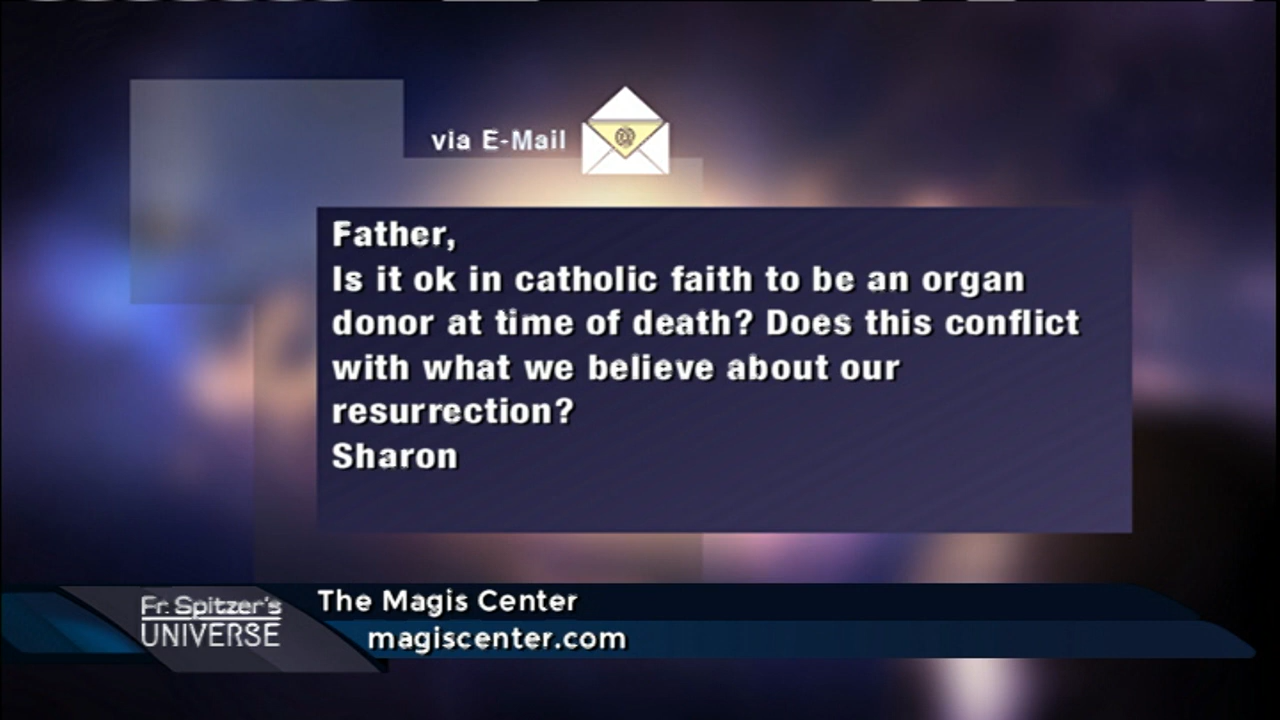 via E-Mail
Father,
Is it ok in catholic faith to be an organ
donor at time of death? Does this conflict
with what we believe about our
resurrection?
Sharon
Fr. Spitzer's
UNIVERSE
The Magis Center
magiscenter.com